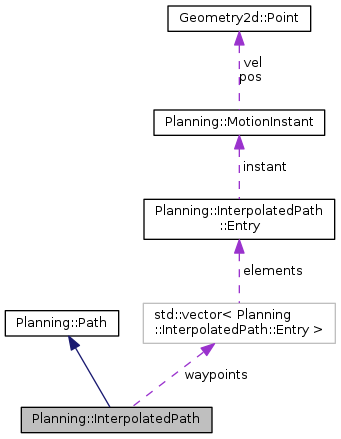 Geometry2d::Point
vel
pos
Planning::MotionInstant
instant
Planning::InterpolatedPath
::Entry
elements
std::vector< Planning
::InterpolatedPath::Entry >
Planning::Path
waypoints
Planning::InterpolatedPath